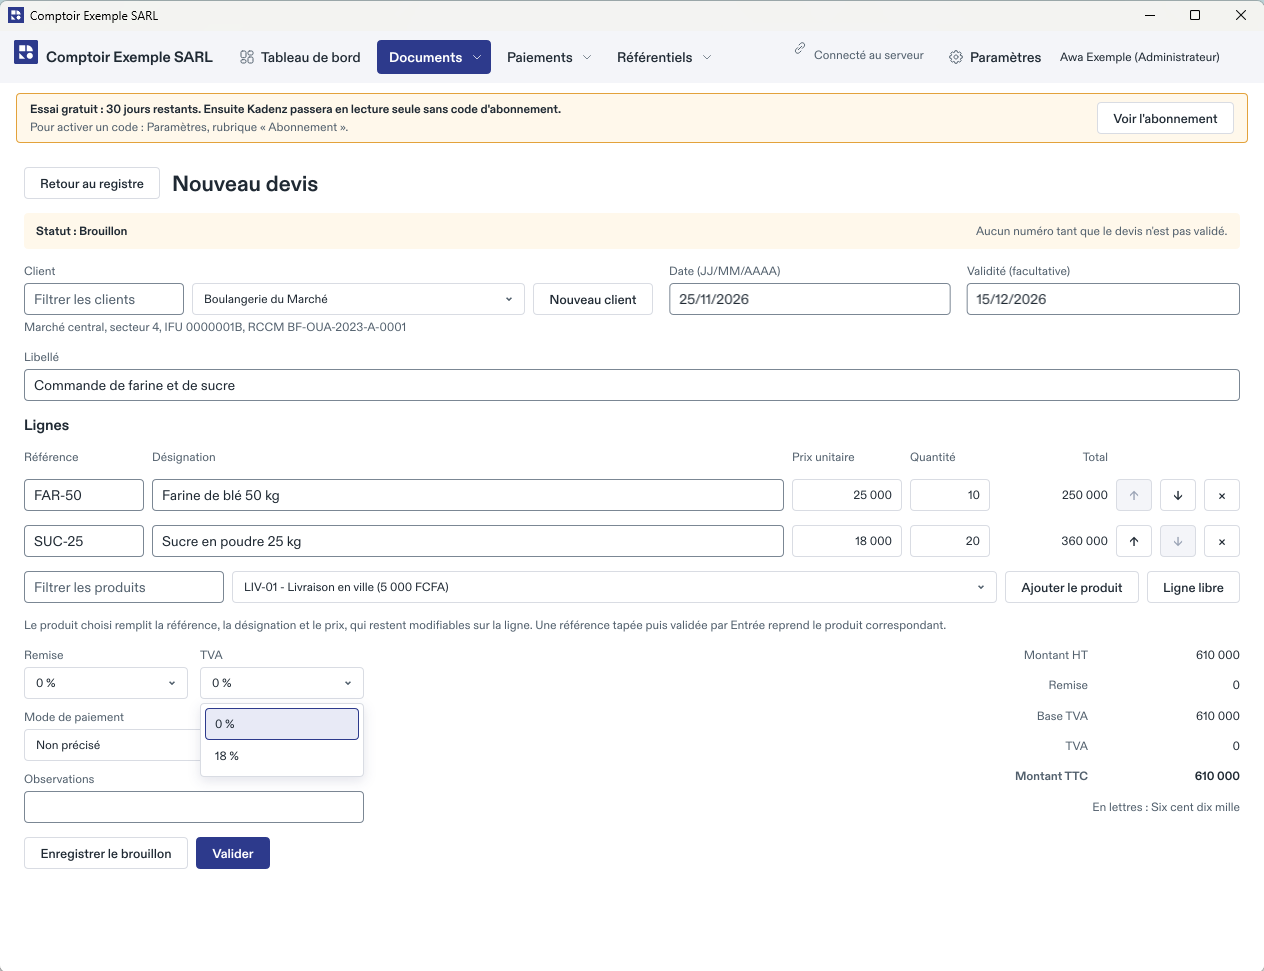 Comptoir Exemple SARL
Comptoir Exemple SARL
Tableau de bord
Documents
Paiements
Référentiels
Connecté au serveur
Paramètres
Awa Exemple (Administrateur)
Essai gratuit : 30 jours restants. Ensuite Kadenz passera en lecture seule sans code d'abonnement.
Pour activer un code : Paramètres, rubrique « Abonnement ».
Voir l'abonnement
Retour au registre
Nouveau devis
Statut : Brouillon
Aucun numéro tant que le devis n'est pas validé.
Client
Date (JJ/MM/AAAA)
Validité (facultative)
Filtrer les clients
Boulangerie du Marché
Nouveau client
25/11/2026
15/12/2026
Marché central, secteur 4, IFU 0000001B, RCCM BF-OUA-2023-A-0001
Libellé
Commande de farine et de sucre
Lignes
Référence
Désignation
Prix unitaire
Quantité
Total
FAR-50
Farine de blé 50 kg
25 000
10
250 000
SUC-25
Sucre en poudre 25 kg
18 000
20
360 000
Filtrer les produits
LIV-01 - Livraison en ville (5 000 FCFA)
Ajouter le produit
Ligne libre
Le produit choisi remplit la référence, la désignation et le prix, qui restent modifiables sur la ligne. Une référence tapée puis validée par Entrée reprend le produit correspondant.
Remise
TVA
0 %
0 %
0 %
18 %
Mode de paiement
Non précisé
Observations
Montant HT
610 000
Remise
0
Base TVA
610 000
TVA
0
Montant TTC
610 000
En lettres : Six cent dix mille
Enregistrer le brouillon
Valider